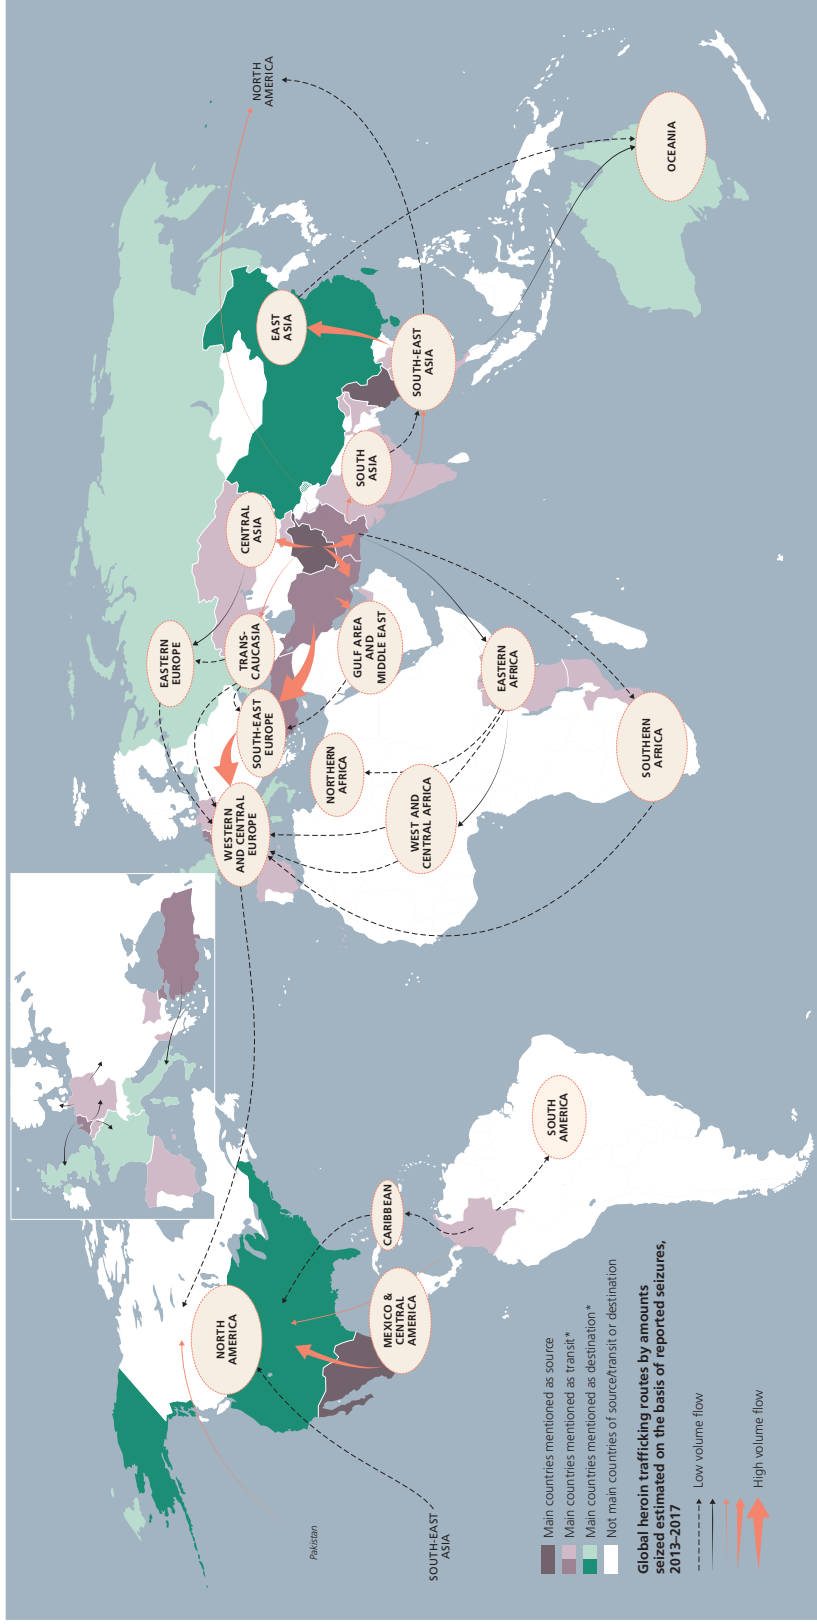 NORTH
AMERICA
CARIBBEAN
MEXICO &
CENTRAL
AMERICA
SOUTH
AMERICA
Pakistan
SOUTH-EAST
ASIA
WESTERN
AND CENTRAL
EUROPE
SOUTH-EAST
EUROPE
EASTERN
EUROPE
TRANS-
CAUCASIA
CENTRAL
ASIA
GULF AREA
AND
MIDDLE EAST
NORTHERN
AFRICA
WEST AND
CENTRAL AFRICA
EASTERN
AFRICA
SOUTHERN
AFRICA
SOUTH
ASIA
EAST
ASIA
SOUTH-EAST
ASIA
OCEANIA
NORTH
AMERICA
Main countries mentioned as source
Main countries mentioned as transit*
Main countries mentioned as destination*
Not main countries of source/transit or destination
Global heroin trafficking routes by amounts
seized estimated on the basis of reported seizures,
2013–2017
Low volume flow
High volume flow